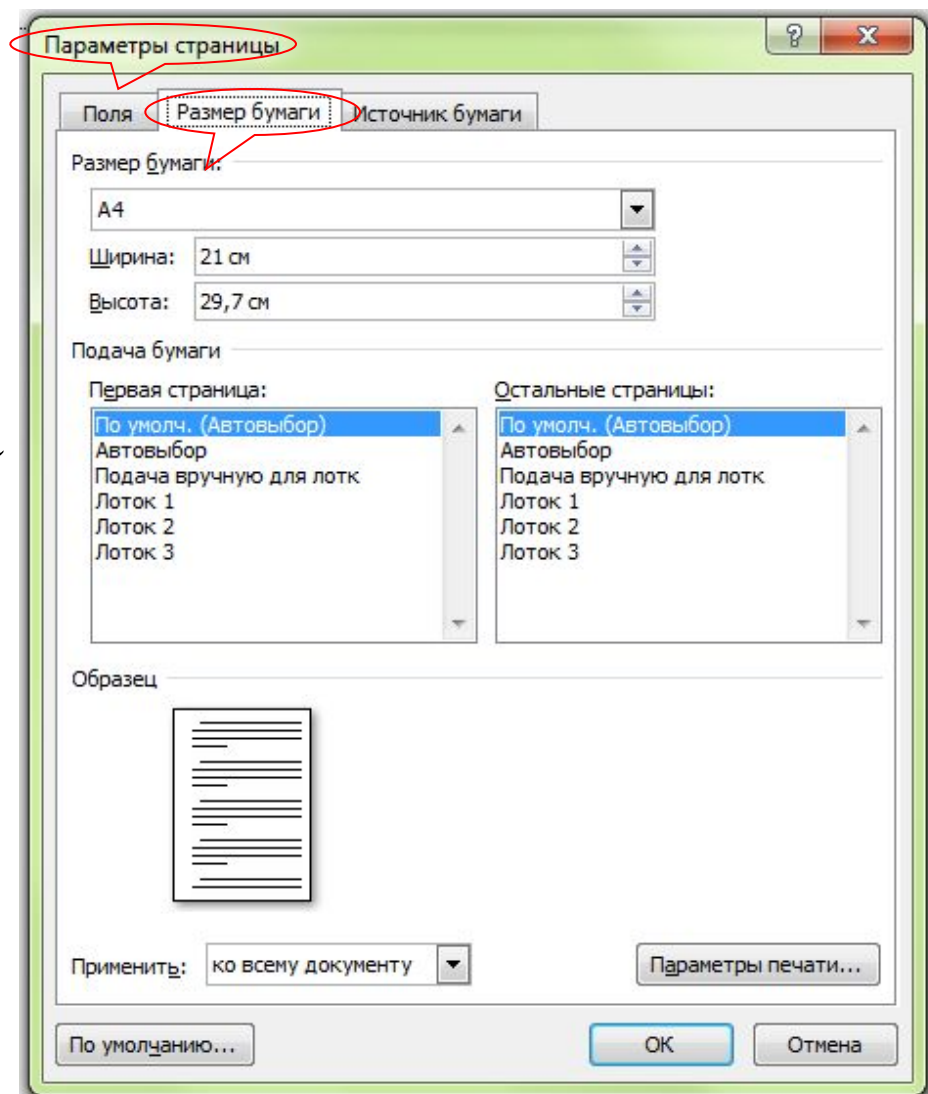 Параметры страницы
Поля Размер бумаги Источник бумаги
Размер бумаги:
A4
Ширина: 21 см
Высота: 29,7 см
Подача бумаги
Первая страница: Остальные страницы:
По умолч. (Автовыбор) По умолч. (Автовыбор)
Автовыбор Автовыбор
Подача вручную для лотк Подача вручную для лотк
Лоток 1 Лоток 1
Лоток 2 Лоток 2
Лоток 3 Лоток 3
Образец
Применить: ко всему документу Параметры печати...
По умолчанию... ОК Отмена